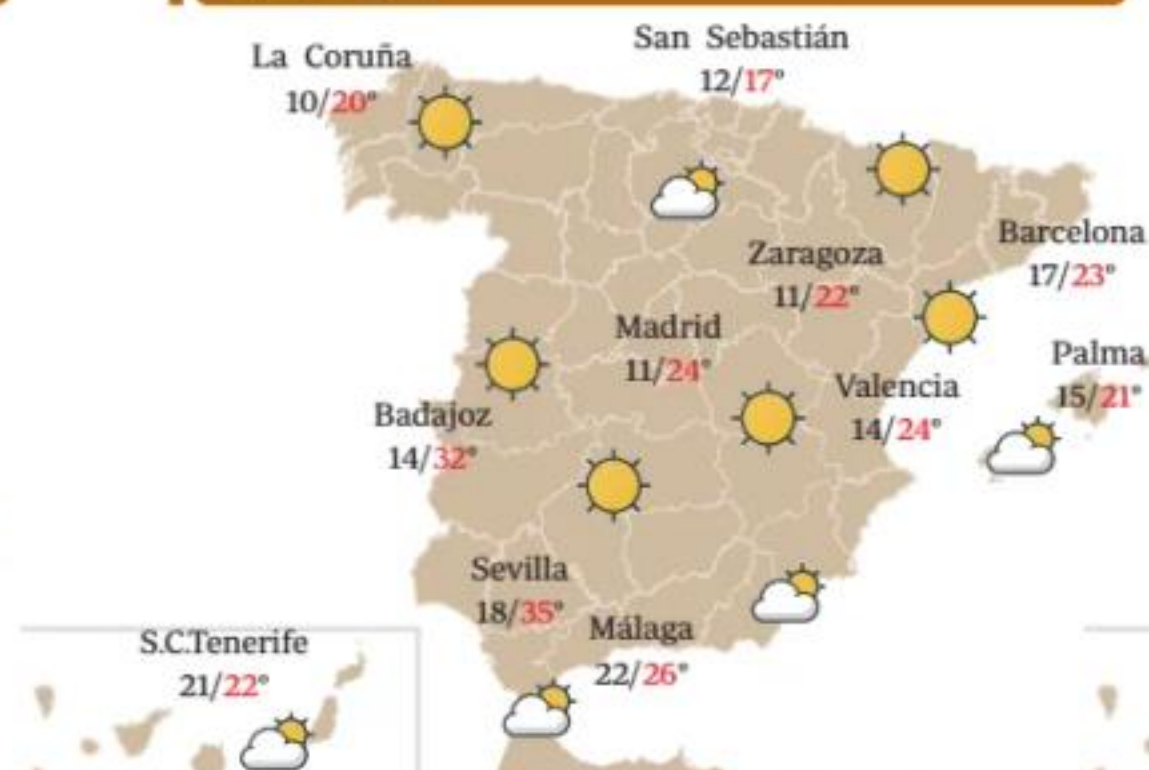 La Coruña
10/20°
San Sebastián
12/17°
Barcelona
17/23°
Zaragoza
11/22°
Madrid
11/24°
Palma
15/21°
Valencia
14/24°
Badajoz
14/32°
Sevilla
18/35°
Málaga
22/26°
S.C.Tenerife
21/22°